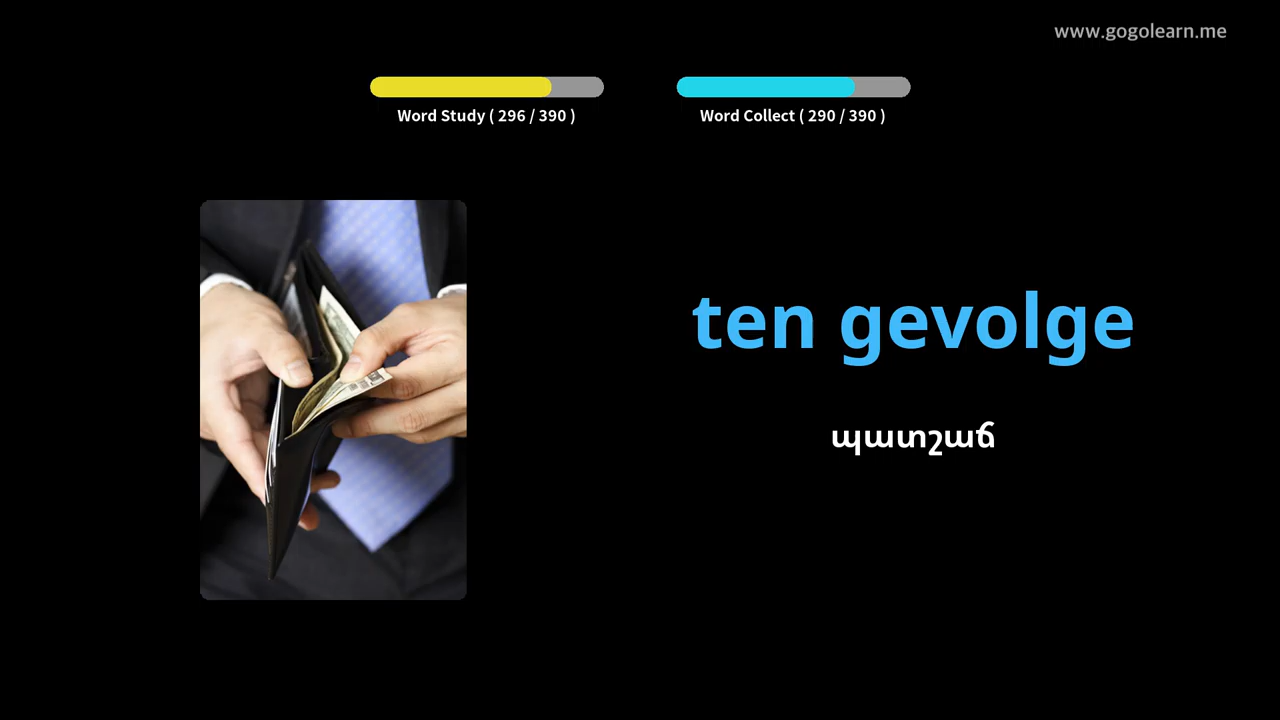 www.gogolearn.me
Word Study ( 296 / 390 )
Word Collect ( 290 / 390 )
ten gevolge
պատշաճ